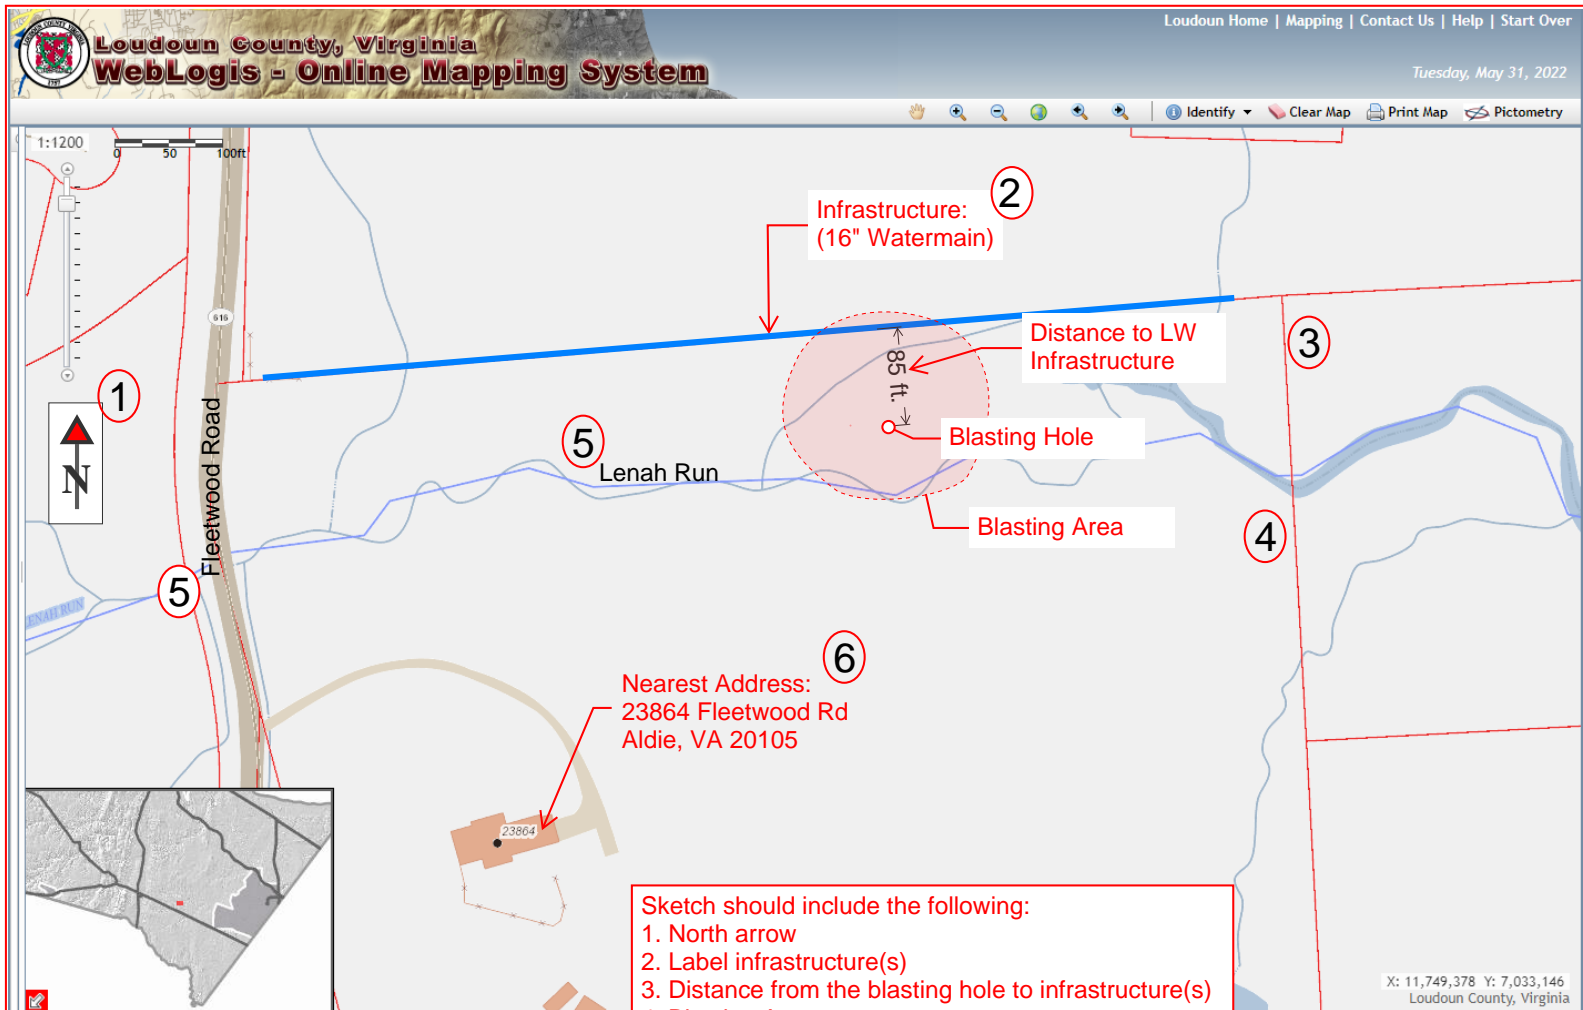 Loudoun Home | Mapping | Contact Us | Help | Start Over
Loudoun County, Virginia
WebLogis - Online Mapping System
Tuesday, May 31, 2022
Identify
Clear Map
Print Map
Pictometry
1:1200
0 50 100ft
2
Infrastructure:
(16" Watermain)
616
3
Distance to LW
Infrastructure
85 ft.
1
N
Fleetwood Road
5
Lenah Run
Blasting Hole
Blasting Area
4
5
ENAH RUN
6
Nearest Address:
23864 Fleetwood Rd
Aldie, VA 20105
23864
Sketch should include the following:
1. North arrow
2. Label infrastructure(s)
3. Distance from the blasting hole to infrastructure(s)
X: 11,749,378 Y: 7,033,146
Loudoun County, Virginia